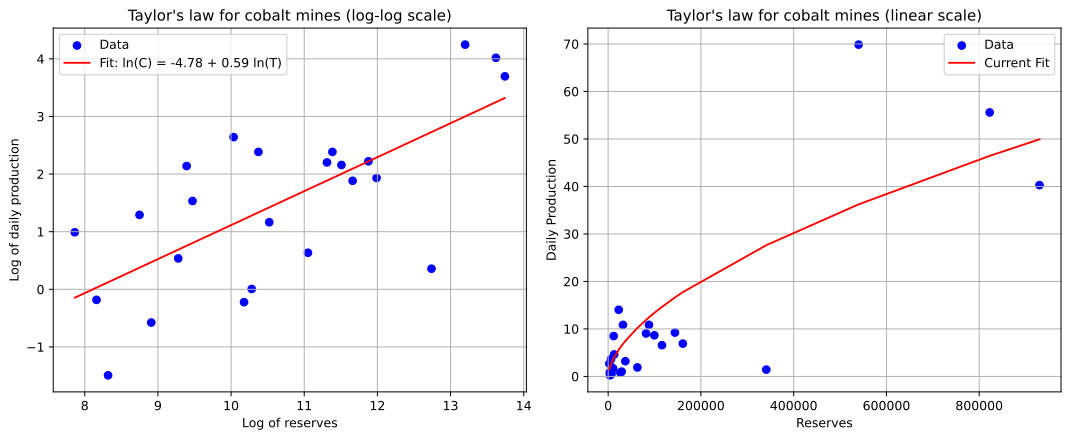 Taylor's law for cobalt mines (log-log scale)
Data
Fit: ln(C) = -4.78 + 0.59 ln(T)
4
3
2
1
0
−1
Log of daily production
8
9
10
11
12
13
14
Log of reserves
Taylor's law for cobalt mines (linear scale)
Data
Current Fit
70
60
50
40
30
20
10
0
Daily Production
0
200000
400000
600000
800000
Reserves